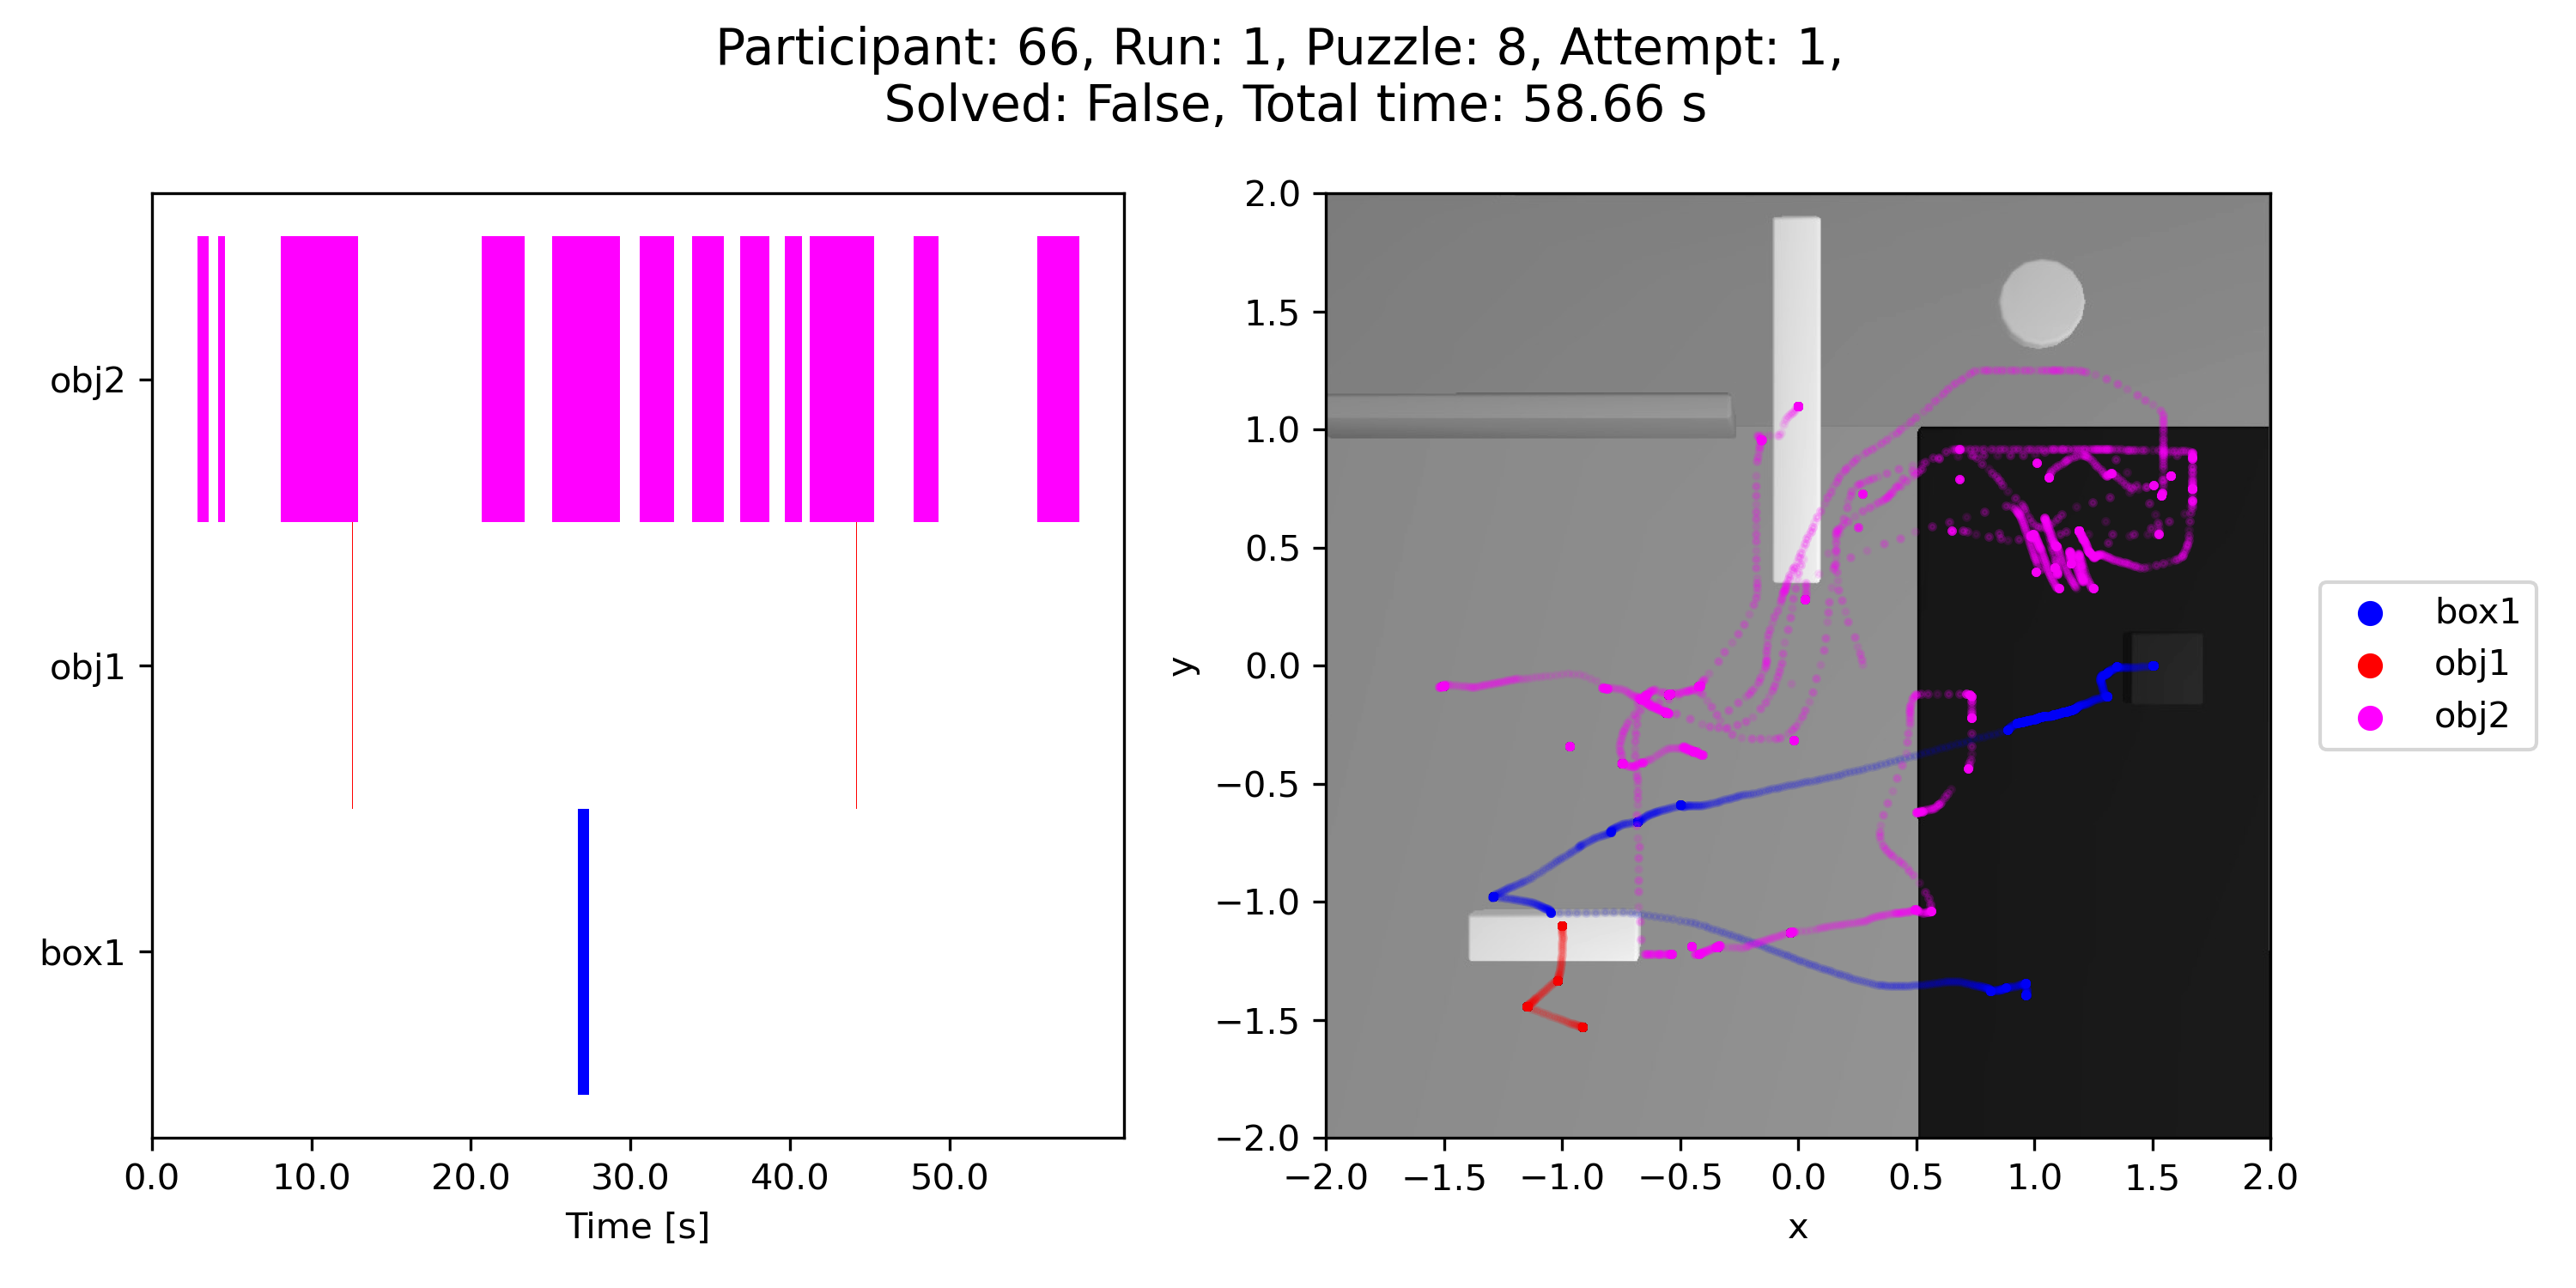 Participant: 66, Run: 1, Puzzle: 8, Attempt: 1,
Solved: False, Total time: 58.66 s
obj2
obj1
box1
0.0 10.0 20.0 30.0 40.0 50.0
Time [s]
2.0
1.5
1.0
0.5
0.0
−0.5
−1.0
−1.5
−2.0
y
−2.0 −1.5 −1.0 −0.5 0.0 0.5 1.0 1.5 2.0
x
box1
obj1
obj2